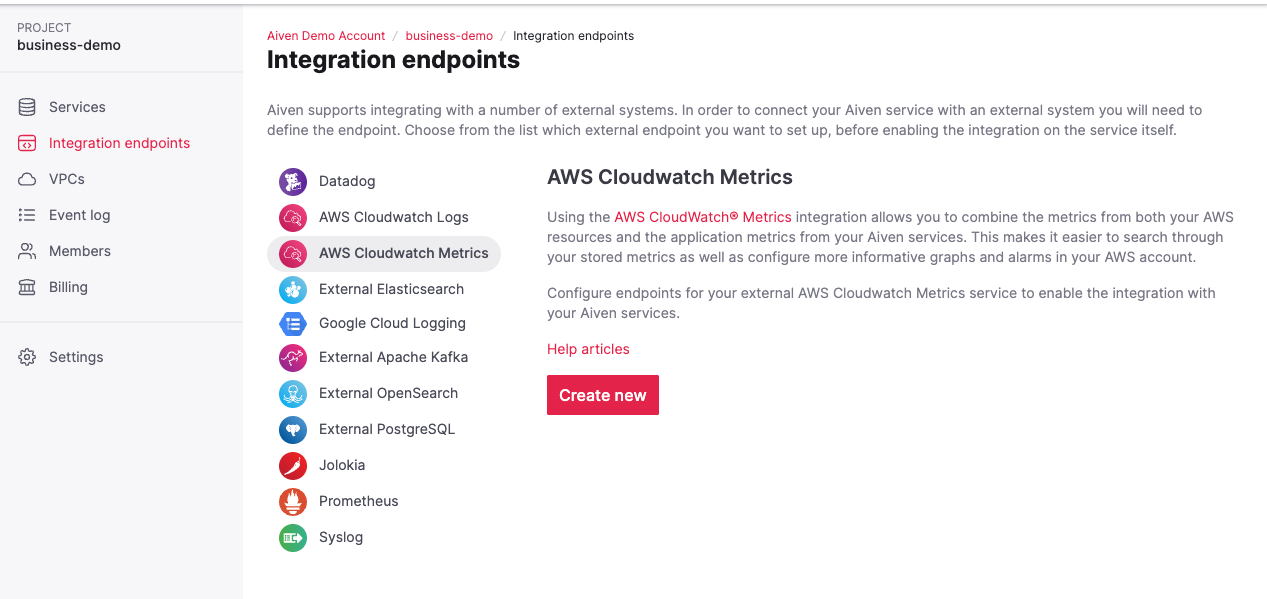 PROJECT
business-demo
Services
Integration endpoints
VPCs
Event log
Members
Billing
Settings
Aiven Demo Account / business-demo / Integration endpoints
Integration endpoints
Aiven supports integrating with a number of external systems. In order to connect your Aiven service with an external system you will need to
define the endpoint. Choose from the list which external endpoint you want to set up, before enabling the integration on the service itself.
Datadog
AWS Cloudwatch Logs
AWS Cloudwatch Metrics
External Elasticsearch
Google Cloud Logging
External Apache Kafka
External OpenSearch
External PostgreSQL
Jolokia
Prometheus
Syslog
AWS Cloudwatch Metrics
Using the AWS CloudWatch® Metrics integration allows you to combine the metrics from both your AWS
resources and the application metrics from your Aiven services. This makes it easier to search through
your stored metrics as well as configure more informative graphs and alarms in your AWS account.
Configure endpoints for your external AWS Cloudwatch Metrics service to enable the integration with
your Aiven services.
Help articles
Create new